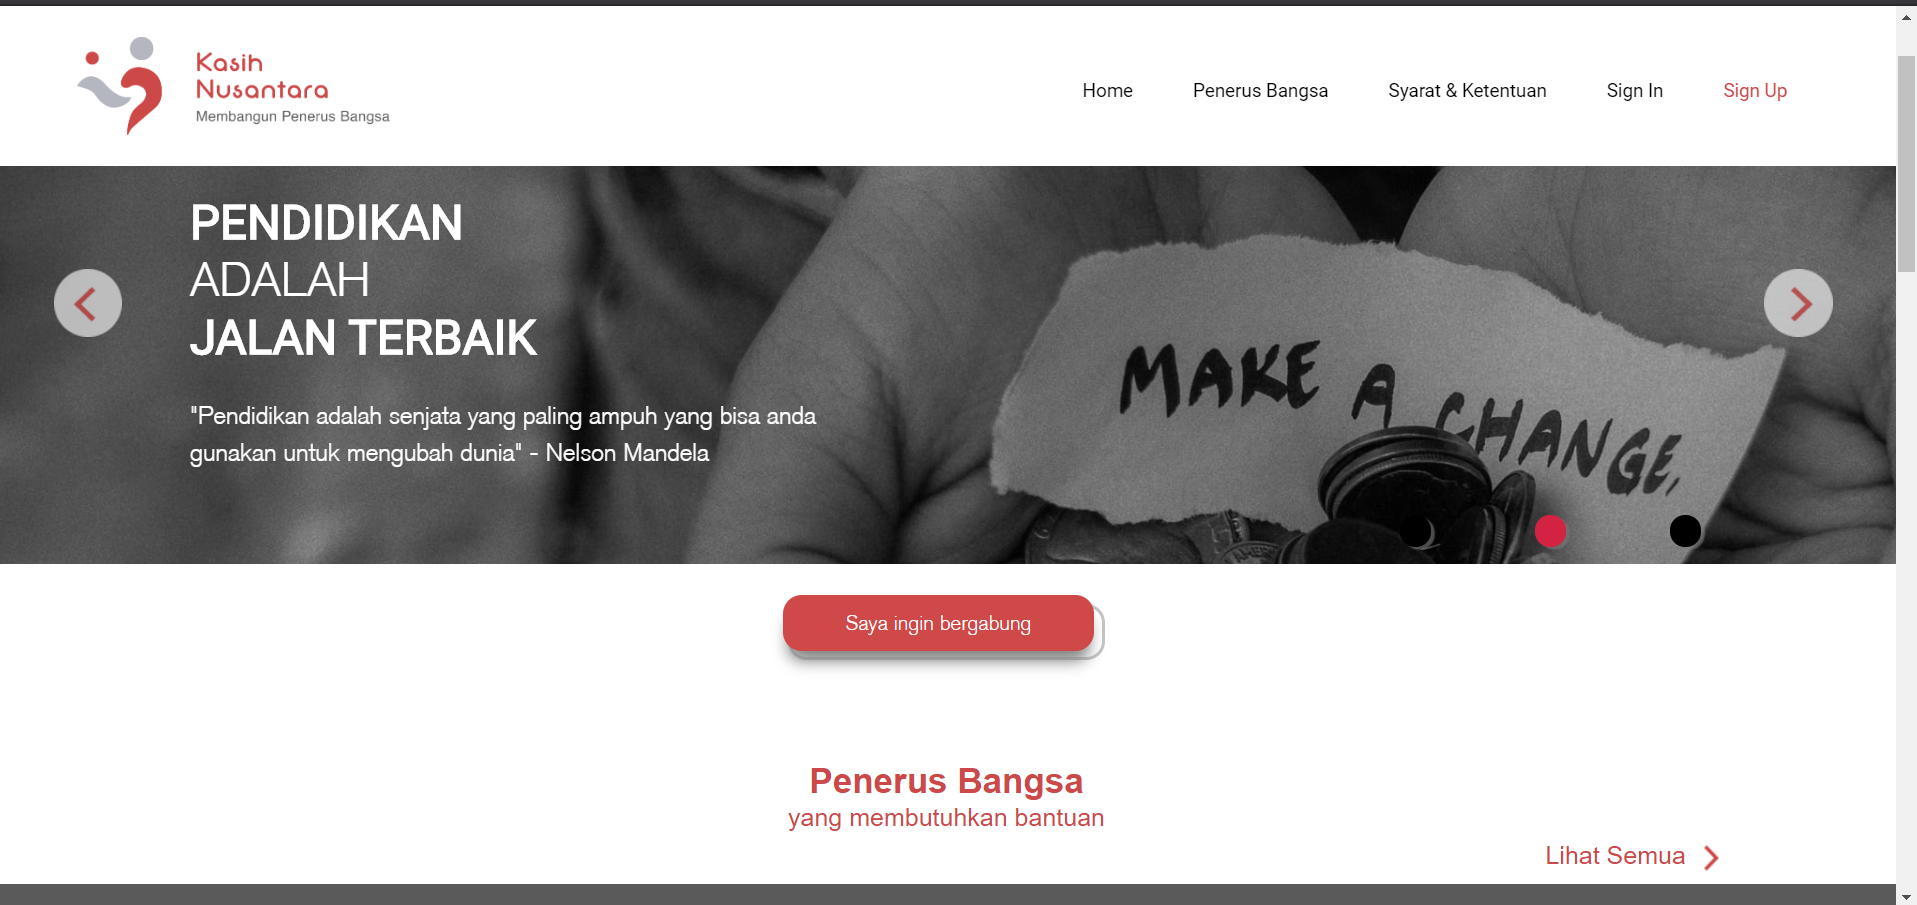 Kasih
Nusantara
Membangun Penerus Bangsa
Home
Penerus Bangsa
Syarat & Ketentuan
Sign In
Sign Up
PENDIDIKAN
ADALAH
JALAN TERBAIK
"Pendidikan adalah senjata yang paling ampuh yang bisa anda
gunakan untuk mengubah dunia" - Nelson Mandela
MAKE A CHANGE,
Saya ingin bergabung
Penerus Bangsa
yang membutuhkan bantuan
Lihat Semua